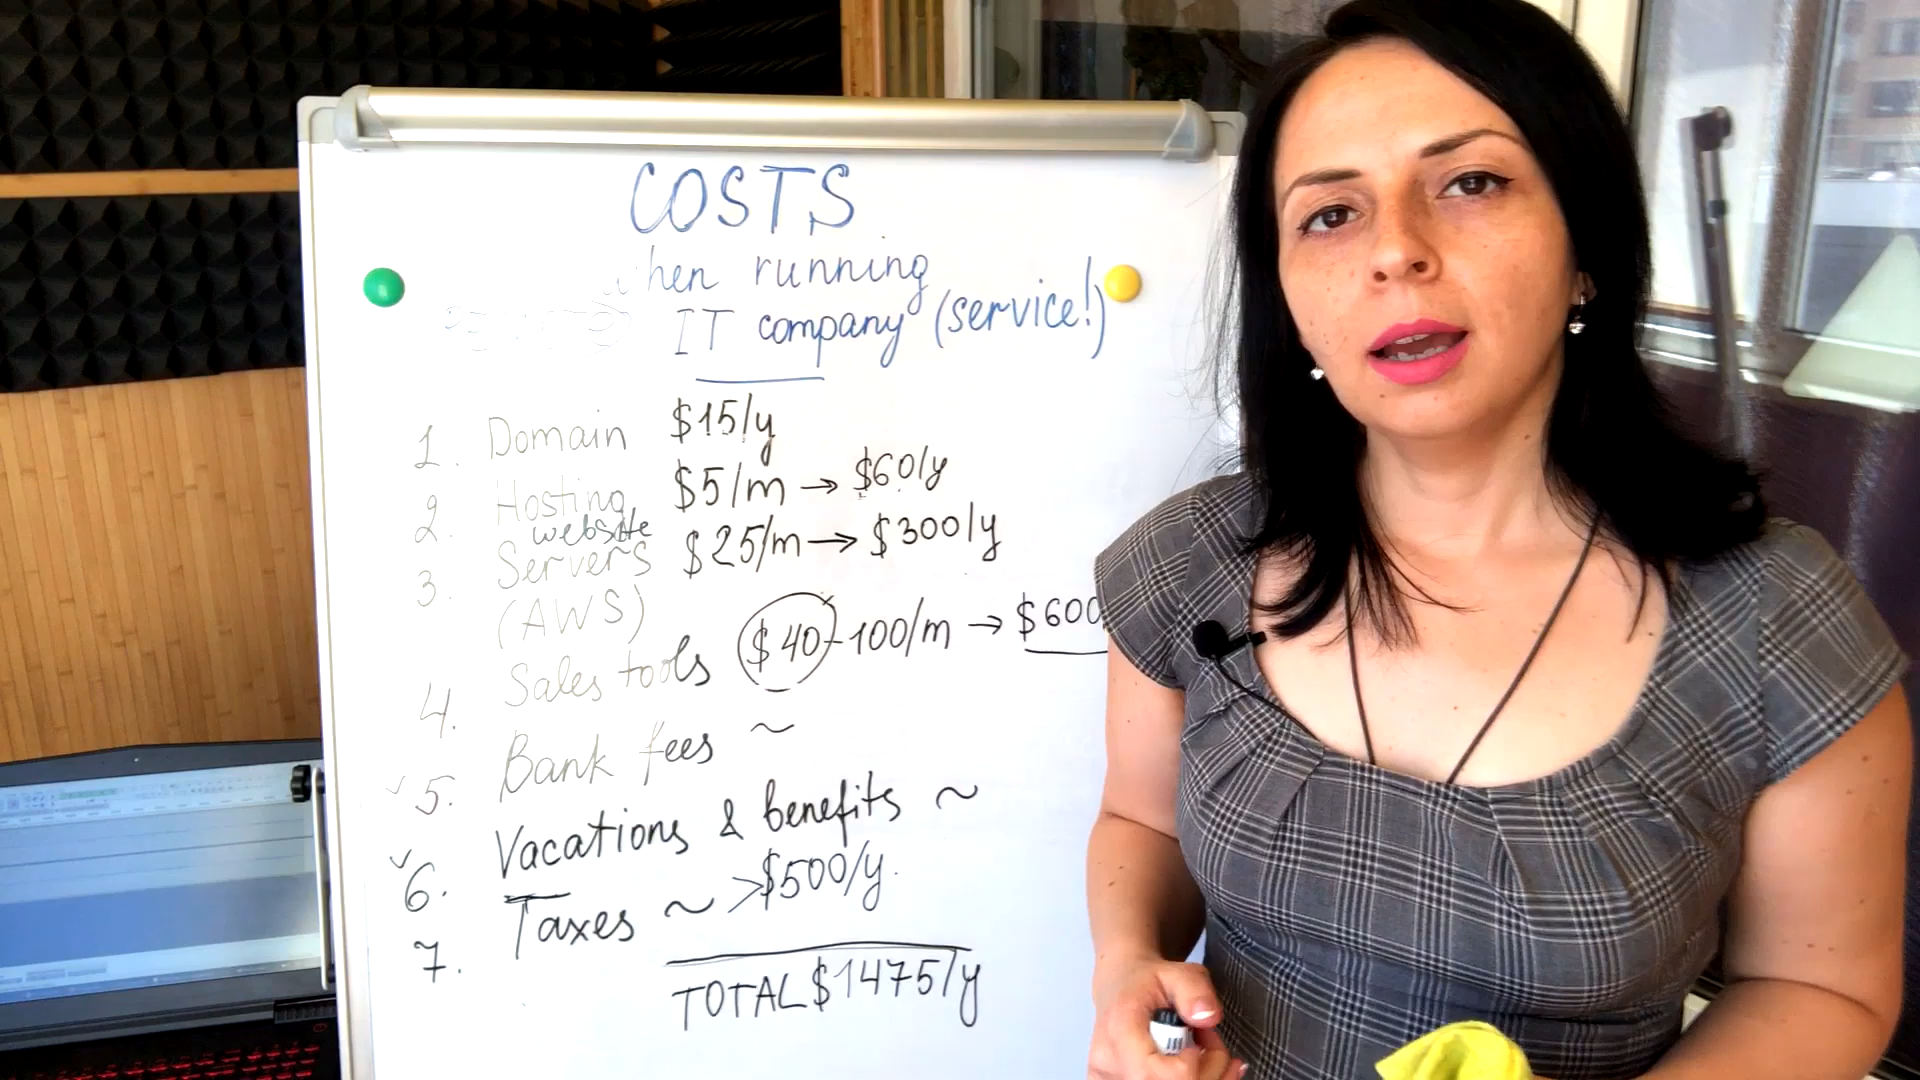 COSTS
when running
IT company (service!)
1. Domain $15/y
2. Hosting $5/m → $60/y
website
3. Servers $25/m → $300/y
(AWS)
4. Sales tools $40-100/m → $600
5. Bank fees ~
6. Vacations & benefits ~
7. Taxes ~ >$500/y.
TOTAL $1475/y